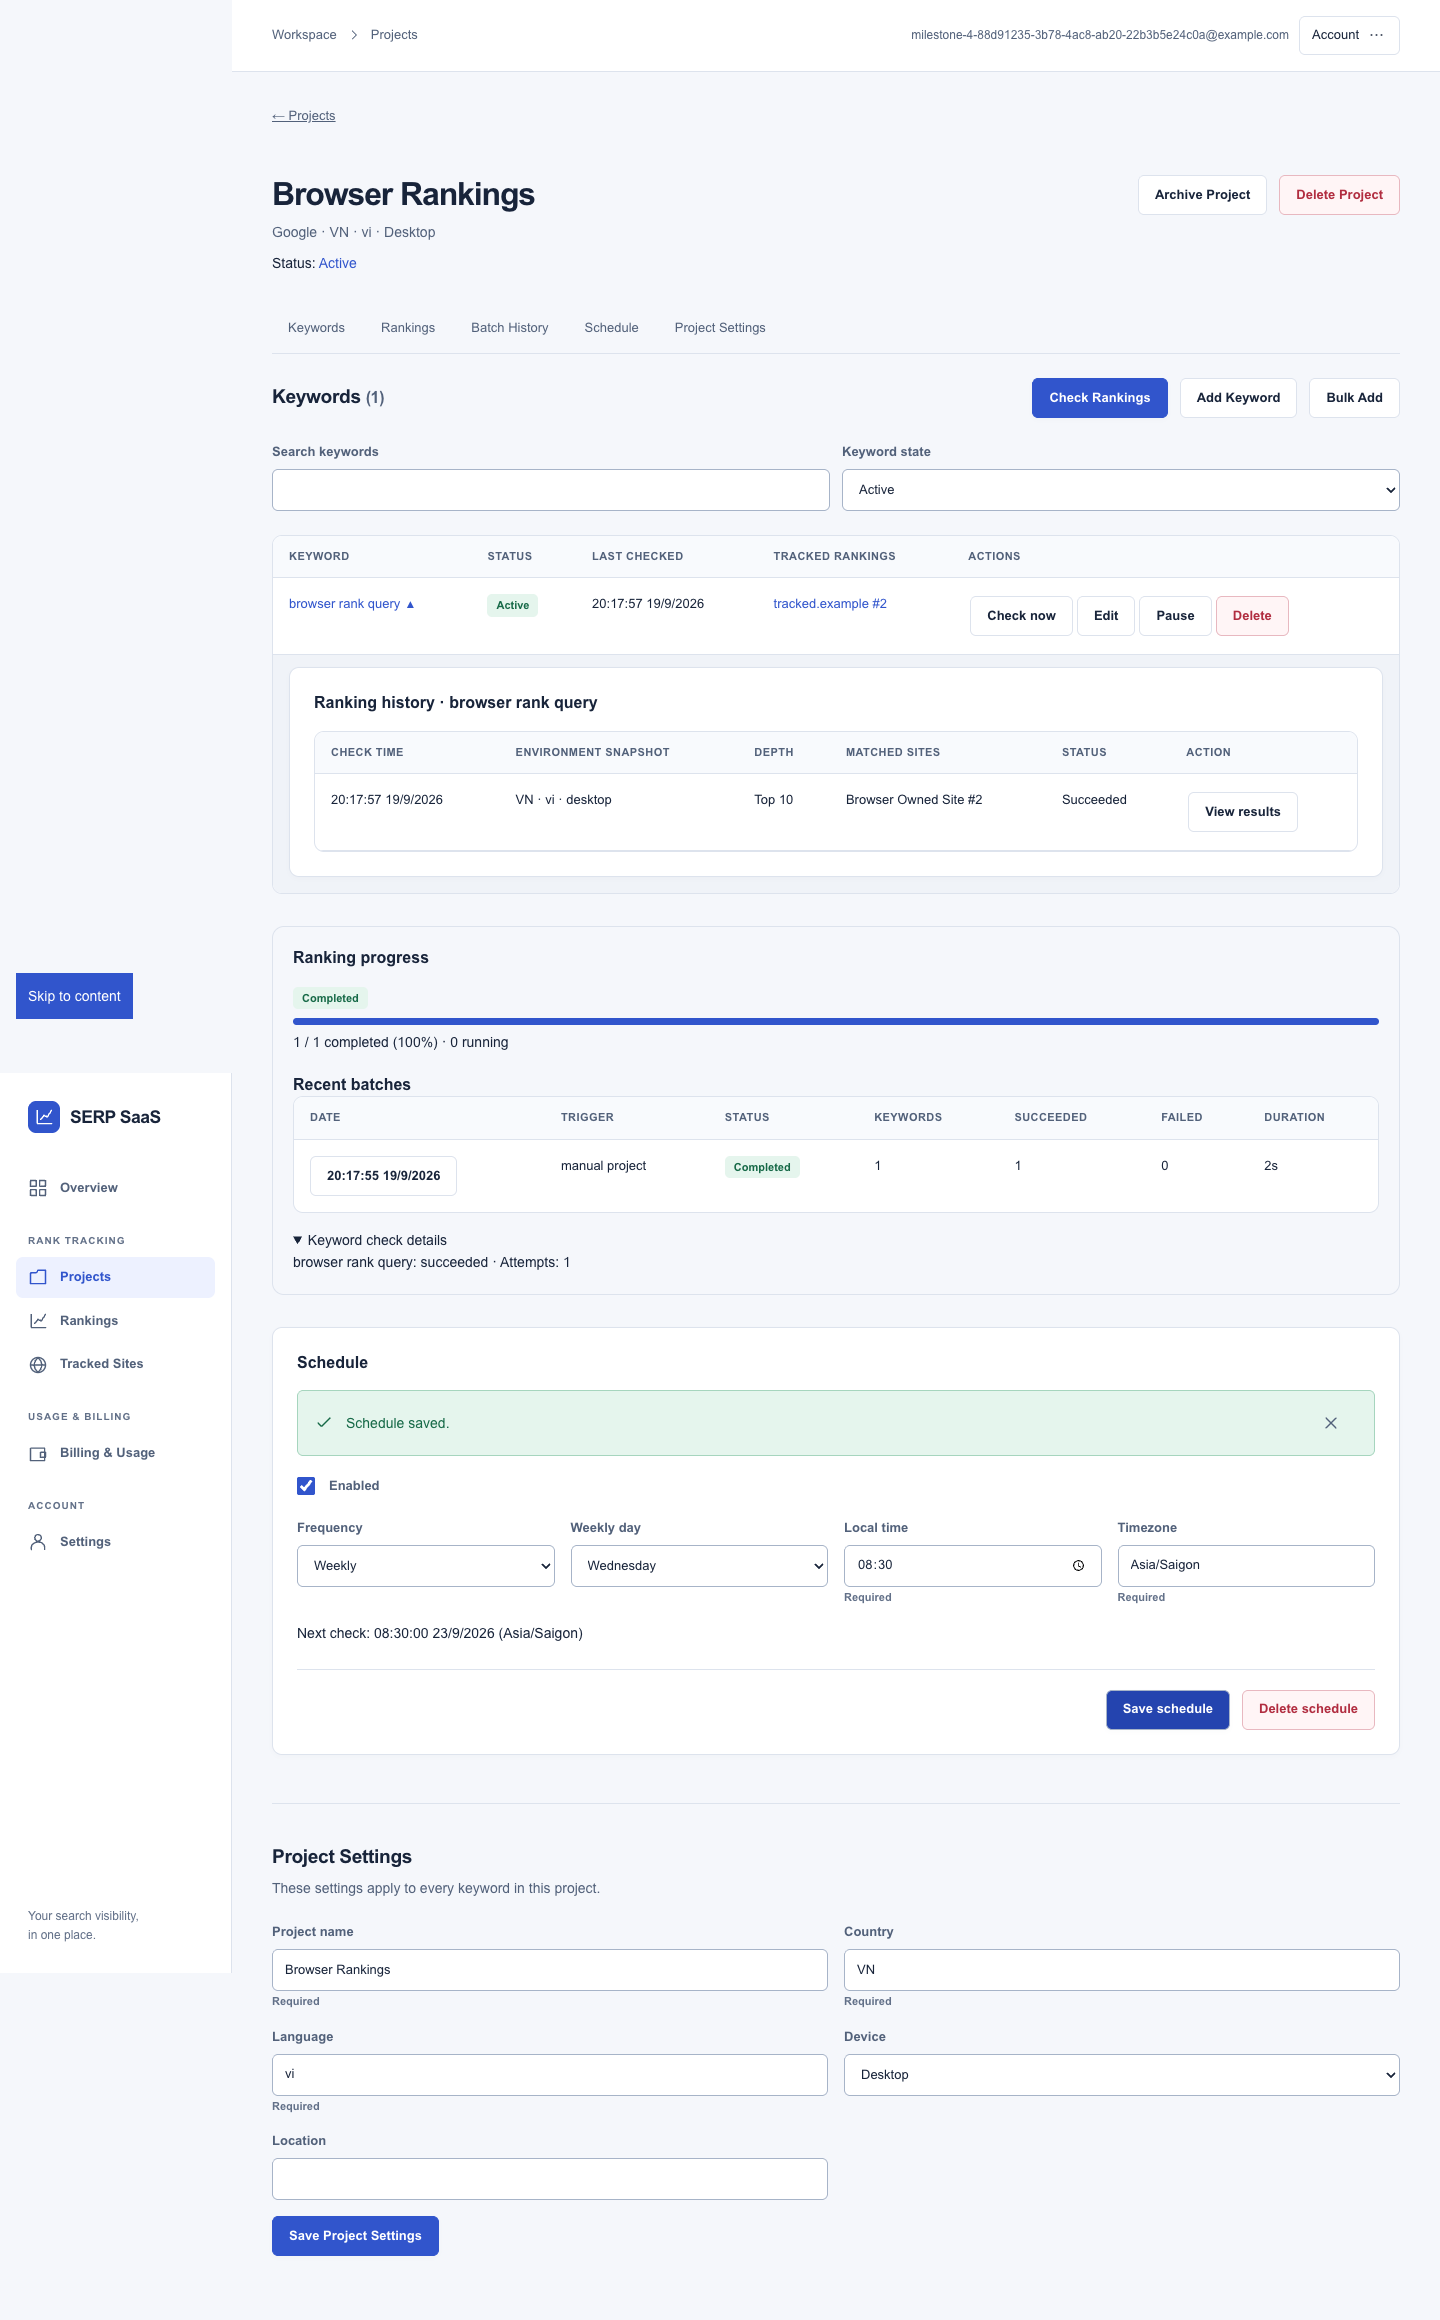 Workspace
Projects
milestone-4-88d91235-3b78-4ac8-ab20-22b3b5e24c0a@example.com
Account ···
← Projects
Browser Rankings
Archive Project
Delete Project
Google · VN · vi · Desktop
Status: Active
Keywords
Rankings
Batch History
Schedule
Project Settings
Keywords (1)
Check Rankings
Add Keyword
Bulk Add
Search keywords
Keyword state
Active
KEYWORD
STATUS
LAST CHECKED
TRACKED RANKINGS
ACTIONS
browser rank query ▲
Active
20:17:57 19/9/2026
tracked.example #2
Check now
Edit
Pause
Delete
Ranking history · browser rank query
CHECK TIME
ENVIRONMENT SNAPSHOT
DEPTH
MATCHED SITES
STATUS
ACTION
20:17:57 19/9/2026
VN · vi · desktop
Top 10
Browser Owned Site #2
Succeeded
View results
Ranking progress
Completed
1 / 1 completed (100%) · 0 running
Recent batches
DATE
TRIGGER
STATUS
KEYWORDS
SUCCEEDED
FAILED
DURATION
20:17:55 19/9/2026
manual project
Completed
1
1
0
2s
▼ Keyword check details
browser rank query: succeeded · Attempts: 1
Schedule
Schedule saved.
Enabled
Frequency
Weekly day
Local time
Timezone
Weekly
Wednesday
08:30
Asia/Saigon
Required
Required
Next check: 08:30:00 23/9/2026 (Asia/Saigon)
Save schedule
Delete schedule
Project Settings
These settings apply to every keyword in this project.
Project name
Country
Browser Rankings
VN
Required
Required
Language
Device
vi
Desktop
Required
Location
Save Project Settings
Skip to content
SERP SaaS
Overview
RANK TRACKING
Projects
Rankings
Tracked Sites
USAGE & BILLING
Billing & Usage
ACCOUNT
Settings
Your search visibility,
in one place.